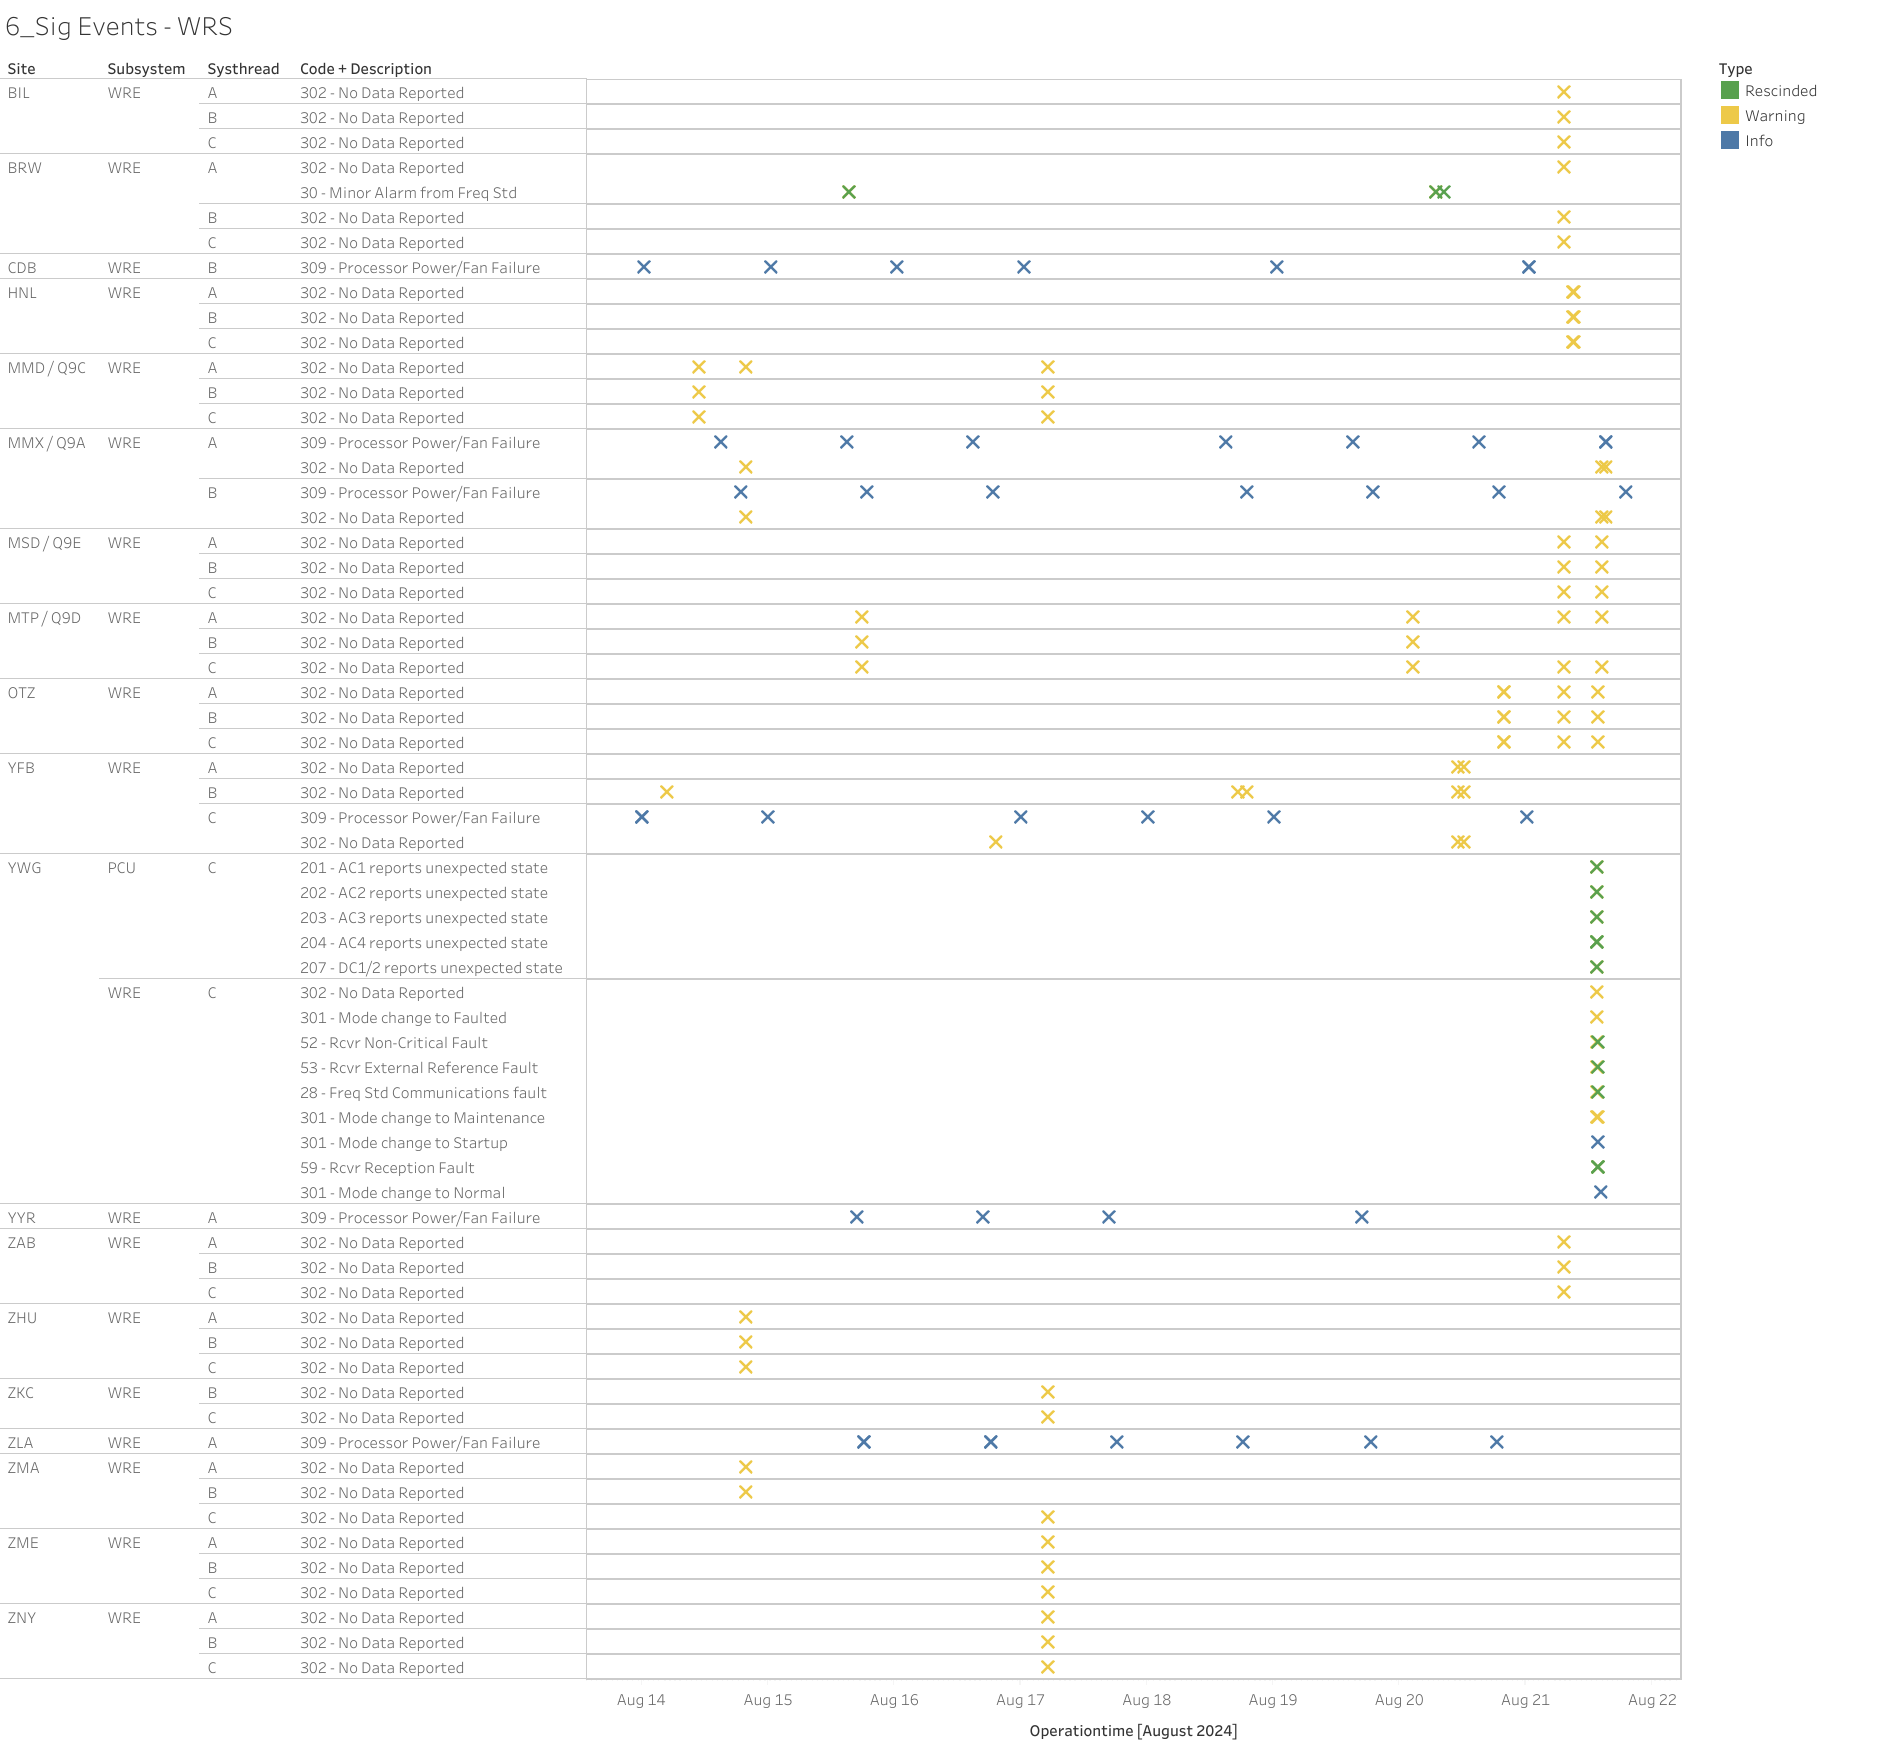 6_Sig Events - WRS
Site Subsystem Systhread Code + Description Type
BIL WRE A 302 - No Data Reported Rescinded
B 302 - No Data Reported Warning
C 302 - No Data Reported Info
BRW WRE A 302 - No Data Reported
30 - Minor Alarm from Freq Std
B 302 - No Data Reported
C 302 - No Data Reported
CDB WRE B 309 - Processor Power/Fan Failure
HNL WRE A 302 - No Data Reported
B 302 - No Data Reported
C 302 - No Data Reported
MMD / Q9C WRE A 302 - No Data Reported
B 302 - No Data Reported
C 302 - No Data Reported
MMX / Q9A WRE A 309 - Processor Power/Fan Failure
302 - No Data Reported
B 309 - Processor Power/Fan Failure
302 - No Data Reported
MSD / Q9E WRE A 302 - No Data Reported
B 302 - No Data Reported
C 302 - No Data Reported
MTP / Q9D WRE A 302 - No Data Reported
B 302 - No Data Reported
C 302 - No Data Reported
OTZ WRE A 302 - No Data Reported
B 302 - No Data Reported
C 302 - No Data Reported
YFB WRE A 302 - No Data Reported
B 302 - No Data Reported
C 309 - Processor Power/Fan Failure
302 - No Data Reported
YWG PCU C 201 - AC1 reports unexpected state
202 - AC2 reports unexpected state
203 - AC3 reports unexpected state
204 - AC4 reports unexpected state
207 - DC1/2 reports unexpected state
WRE C 302 - No Data Reported
301 - Mode change to Faulted
52 - Rcvr Non-Critical Fault
53 - Rcvr External Reference Fault
28 - Freq Std Communications fault
301 - Mode change to Maintenance
301 - Mode change to Startup
59 - Rcvr Reception Fault
301 - Mode change to Normal
YYR WRE A 309 - Processor Power/Fan Failure
ZAB WRE A 302 - No Data Reported
B 302 - No Data Reported
C 302 - No Data Reported
ZHU WRE A 302 - No Data Reported
B 302 - No Data Reported
C 302 - No Data Reported
ZKC WRE B 302 - No Data Reported
C 302 - No Data Reported
ZLA WRE A 309 - Processor Power/Fan Failure
ZMA WRE A 302 - No Data Reported
B 302 - No Data Reported
C 302 - No Data Reported
ZME WRE A 302 - No Data Reported
B 302 - No Data Reported
C 302 - No Data Reported
ZNY WRE A 302 - No Data Reported
B 302 - No Data Reported
C 302 - No Data Reported
Aug 14 Aug 15 Aug 16 Aug 17 Aug 18 Aug 19 Aug 20 Aug 21 Aug 22
Operationtime [August 2024]